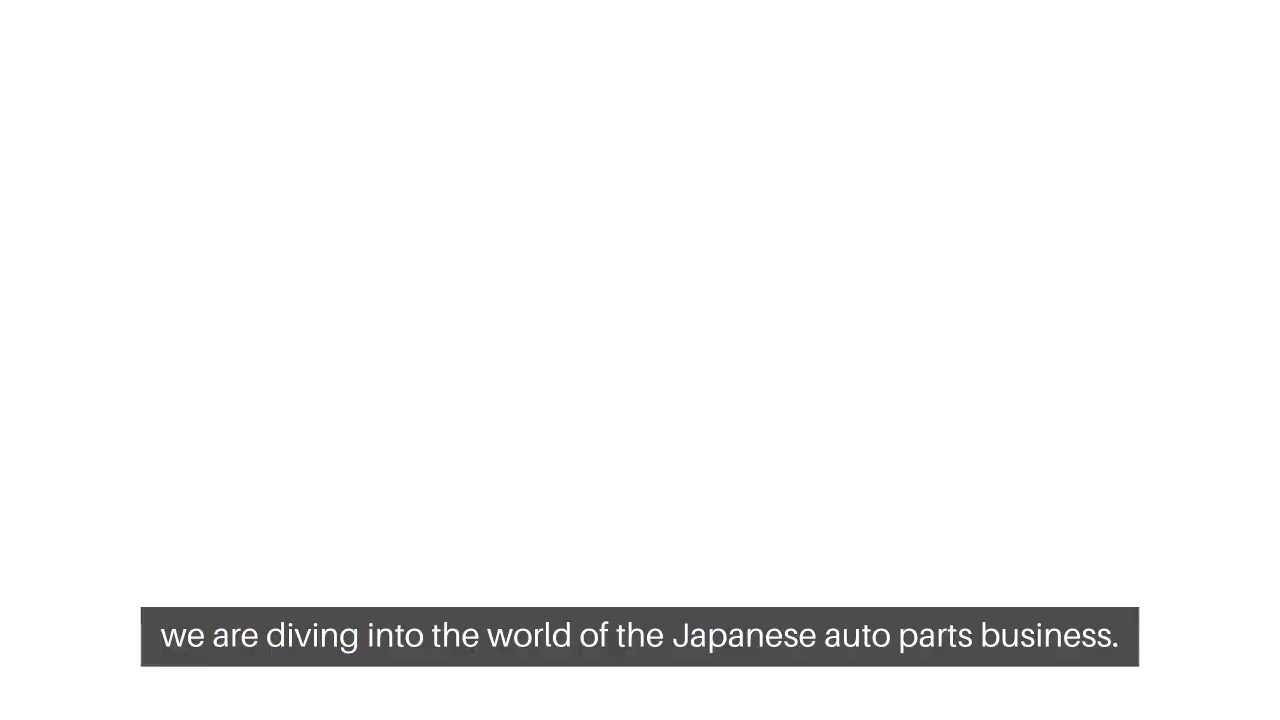 we are diving into the world of the Japanese auto parts business.